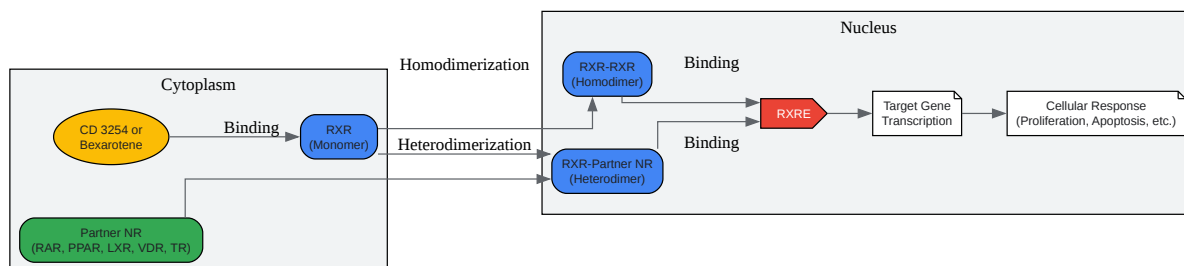 Cytoplasm
CD 3254 or
Bexarotene
Binding
RXR
(Monomer)
Partner NR
(RAR, PPAR, LXR, VDR, TR)
Homodimerization
Heterodimerization
Nucleus
RXR-RXR
(Homodimer)
Binding
RXR-Partner NR
(Heterodimer)
Binding
RXRE
Target Gene
Transcription
Cellular Response
(Proliferation, Apoptosis, etc.)